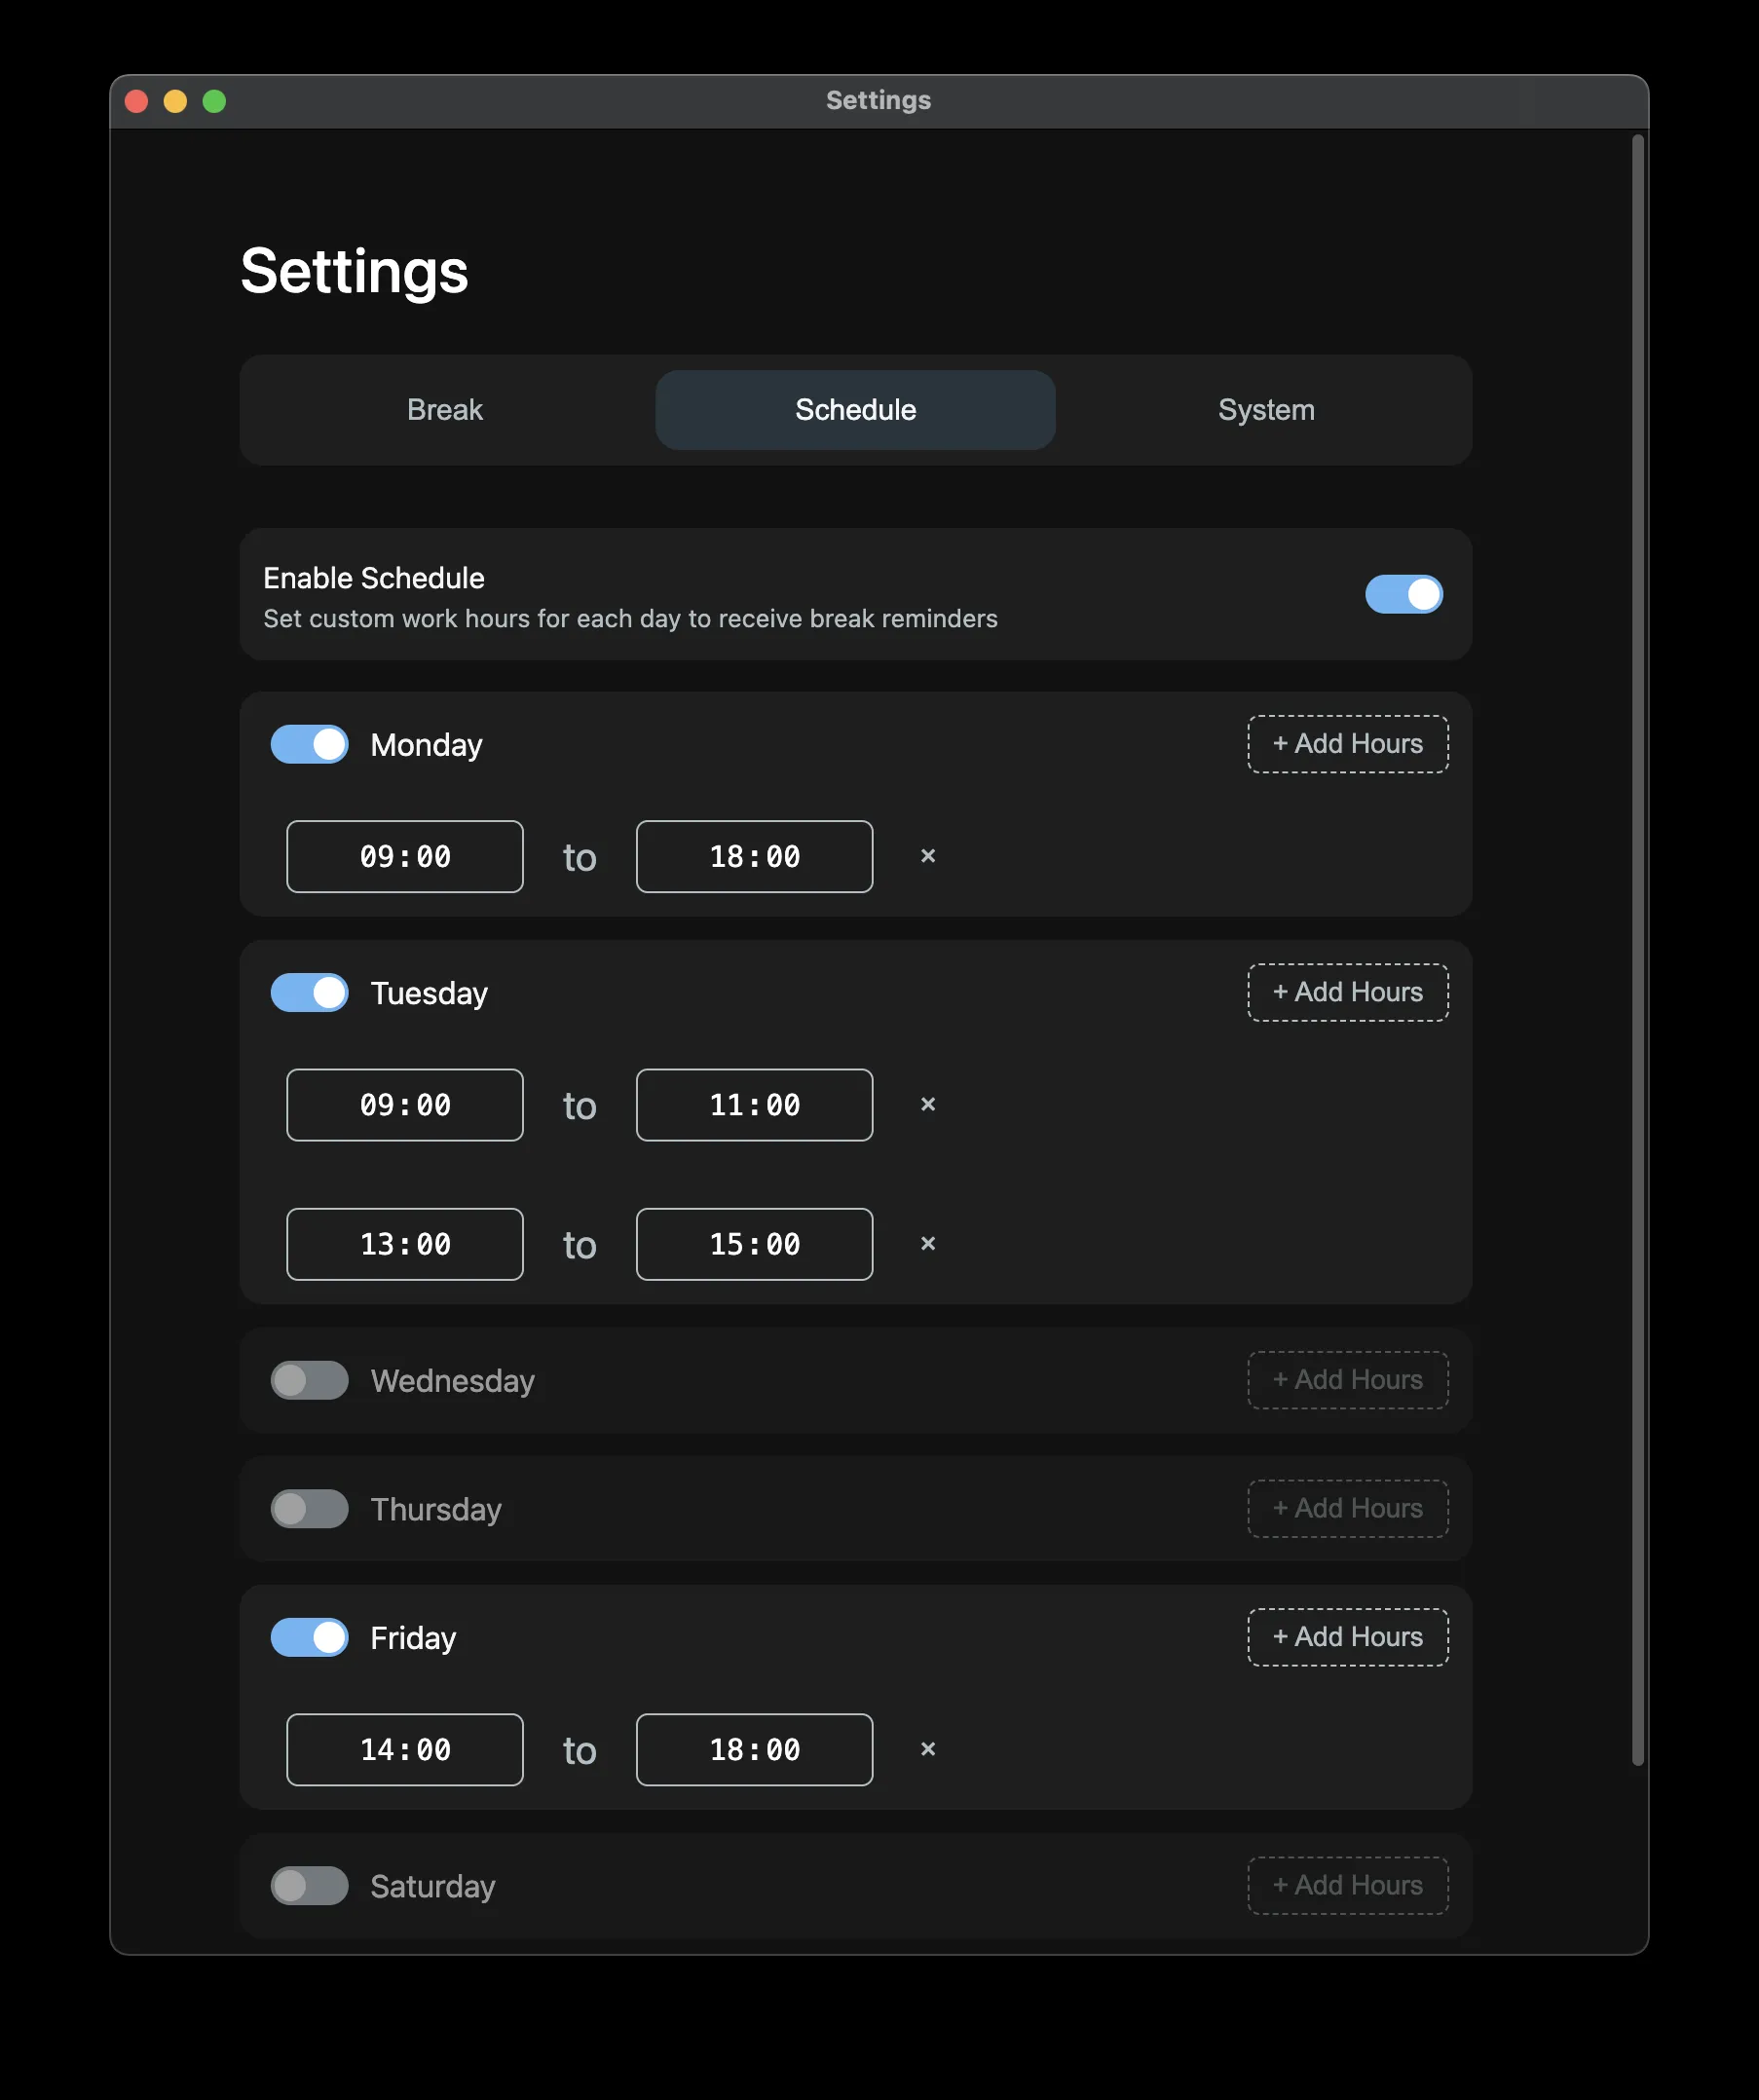 Settings
Settings
Break Schedule System
Enable Schedule
Set custom work hours for each day to receive break reminders
Monday + Add Hours
09:00 to 18:00 ×
Tuesday + Add Hours
09:00 to 11:00 ×
13:00 to 15:00 ×
Wednesday + Add Hours
Thursday + Add Hours
Friday + Add Hours
14:00 to 18:00 ×
Saturday + Add Hours